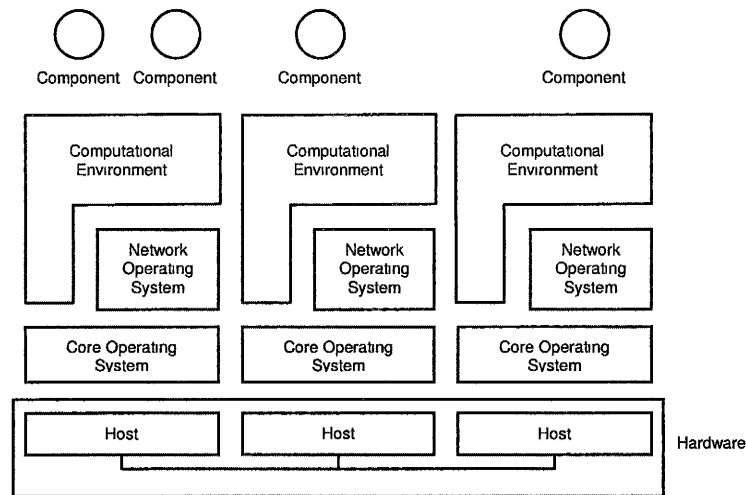 Component Component Component Component
Computational Computational Computational
Environment Environment Environment
Network Network Network
Operating Operating Operating
System System System
Core Operating Core Operating Core Operating
System System System
Host Host Host
Hardware